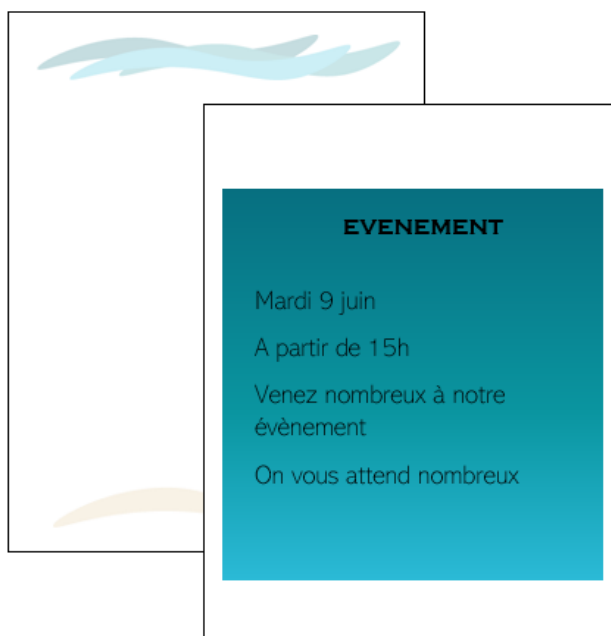 EVENEMENT
Mardi 9 juin
A partir de 15h
Venez nombreux à notre
évènement
On vous attend nombreux